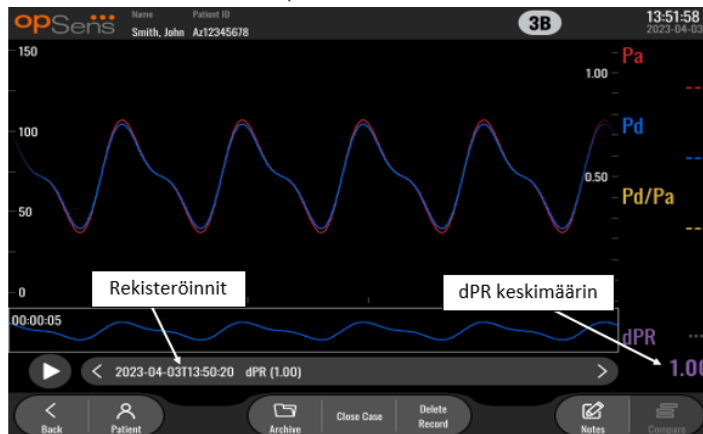 opSens
Name
Patient ID
Smith, John
Az12345678
3B
13:51:58
2023-04-03
150
100
50
0
1.00
0.50
Pa
--
Pd
--
Pd/Pa
--
Rekisteröinnit
dPR keskimäärin
00:00:05
dPR
---
1.00
2023-04-03T13:50:20 dPR (1.00)
Back
Patient
Archive
Close Case
Delete
Record
Notes
Compare